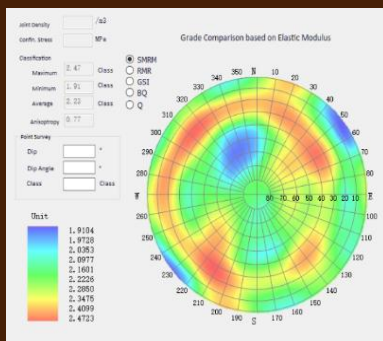 Joint Density /m3
Confin. Stress MPa
Classification
Maximum 2.47 Class
Minimum 1.91 Class
Average 2.22 Class
Anisotropy 0.77
Point Survey
Dip °
Dip Angle °
Class Class
SMRM
RMR
GSI
BQ
Q
Grade Comparison based on Elastic Modulus
N
10
20
30
40
50
60
70
80 70 60 50 40 30 20 10 E
100
110
120
130
140
150
160
170
S
190
200
210
220
230
240
250
260
W
280
290
300
310
320
330
340
350
Unit
1.9104
1.9728
2.0353
2.0977
2.1601
2.2226
2.2850
2.3475
2.4099
2.4723